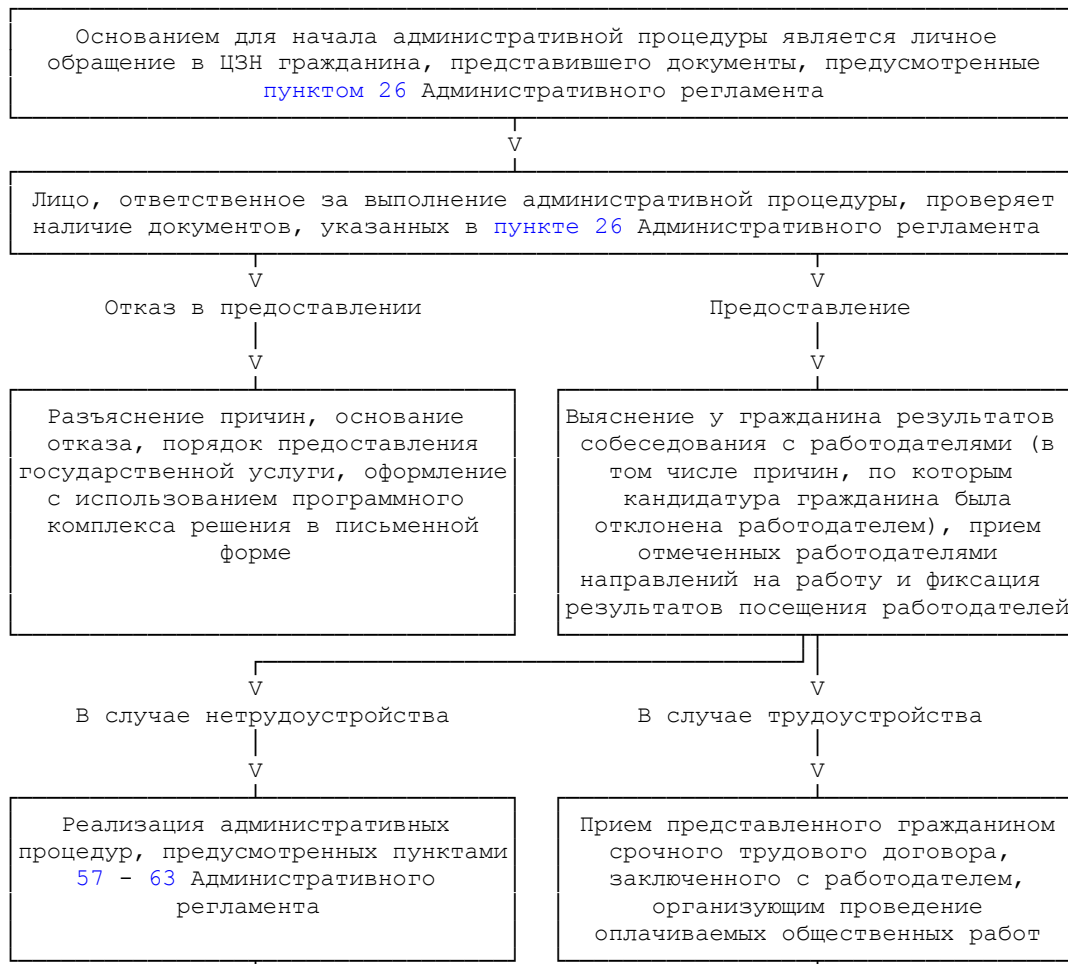 Основанием для начала административной процедуры является личное
обращение в ЦЗН гражданина, представившего документы, предусмотренные
пунктом 26 Административного регламента
V
Лицо, ответственное за выполнение административной процедуры, проверяет
наличие документов, указанных в пункте 26 Административного регламента
V V
Отказ в предоставлении Предоставление
V V
Разъяснение причин, основание
отказа, порядок предоставления
государственной услуги, оформление
с использованием программного
комплекса решения в письменной
форме
Выяснение у гражданина результатов
собеседования с работодателями (в
том числе причин, по которым
кандидатура гражданина была
отклонена работодателем), прием
отмеченных работодателями
направлений на работу и фиксация
результатов посещения работодателей
V V
В случае нетрудоустройства В случае трудоустройства
V V
Реализация административных
процедур, предусмотренных пунктами
57 - 63 Административного
регламента
Прием представленного гражданином
срочного трудового договора,
заключенного с работодателем,
организующим проведение
оплачиваемых общественных работ